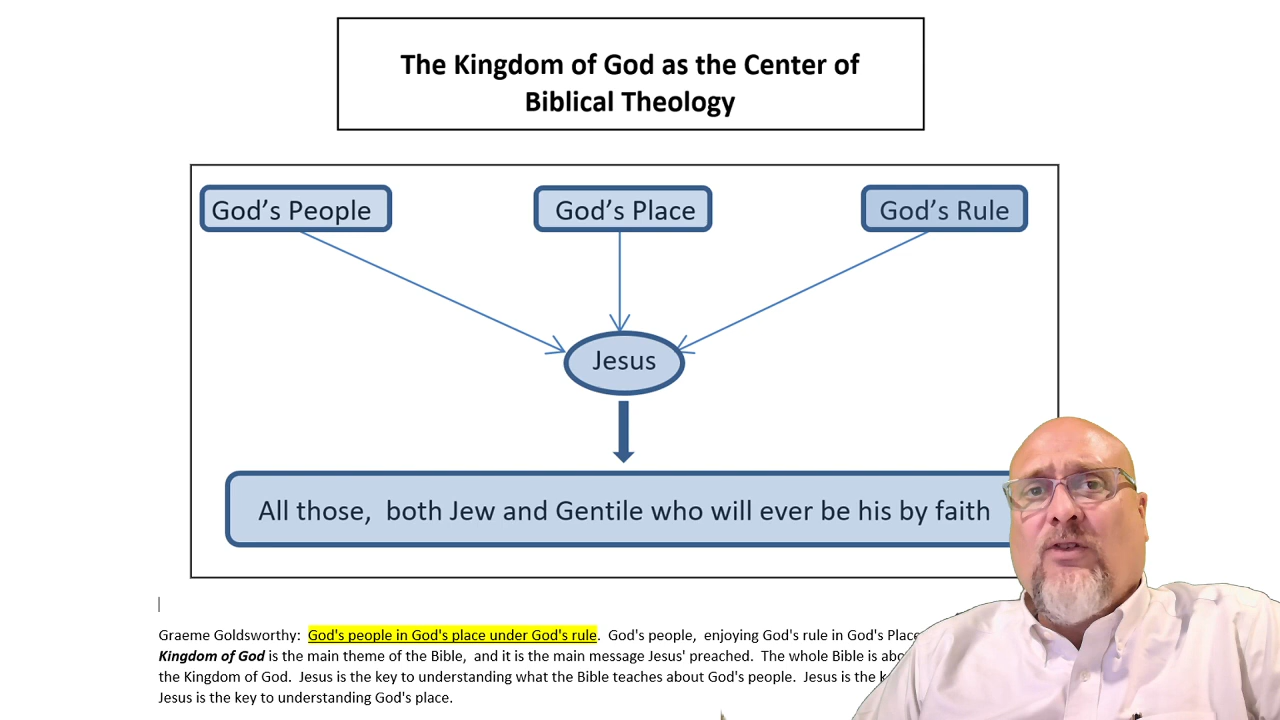 The Kingdom of God as the Center of
Biblical Theology
God's People
God's Place
God's Rule
Jesus
All those, both Jew and Gentile who will ever be his by faith
Graeme Goldsworthy: God's people in God's place under God's rule. God's people, enjoying God's rule in God's Place
Kingdom of God is the main theme of the Bible, and it is the main message Jesus' preached. The whole Bible is
the Kingdom of God. Jesus is the key to understanding what the Bible teaches about God's people. Jesus is the
Jesus is the key to understanding God's place.